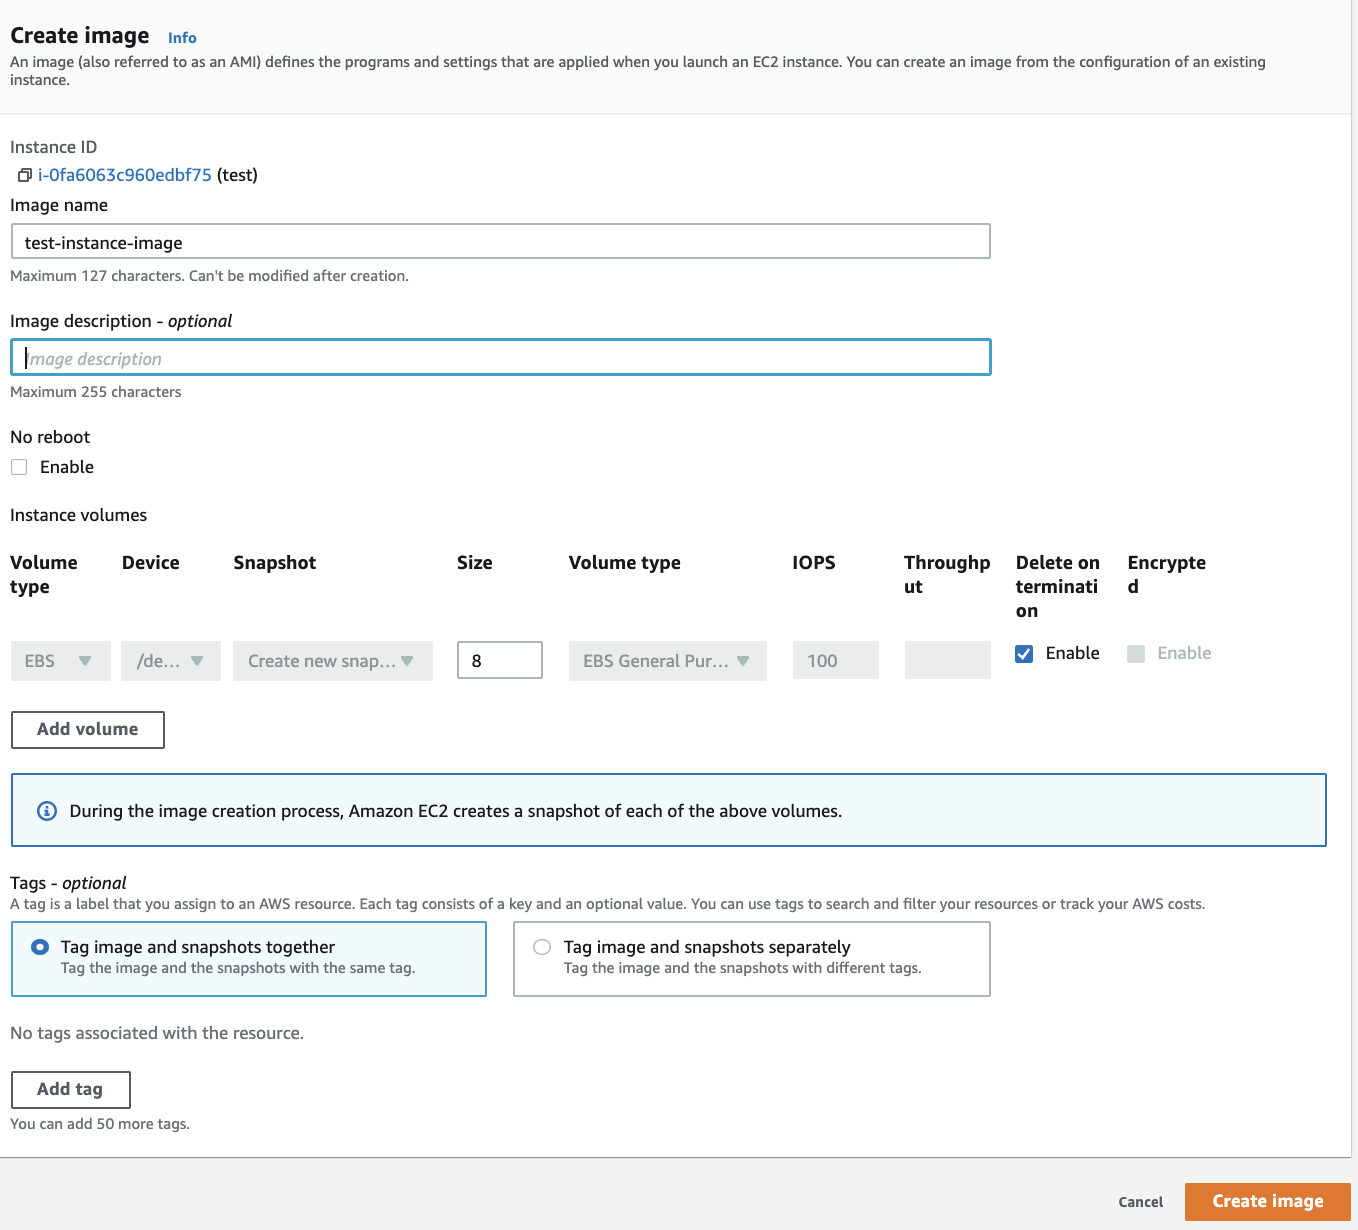 Create image Info
An image (also referred to as an AMI) defines the programs and settings that are applied when you launch an EC2 instance. You can create an image from the configuration of an existing
instance.
Instance ID
i-0fa6063c960edbf75 (test)
Image name
test-instance-image
Maximum 127 characters. Can't be modified after creation.
Image description - optional
Image description
Maximum 255 characters
No reboot
Enable
Instance volumes
Volume Device Snapshot Size Volume type IOPS Throughp Delete on Encrypte
type ut terminati d
on
EBS /de... Create new snap... 8 EBS General Pur... 100 Enable Enable
Add volume
During the image creation process, Amazon EC2 creates a snapshot of each of the above volumes.
Tags - optional
A tag is a label that you assign to an AWS resource. Each tag consists of a key and an optional value. You can use tags to search and filter your resources or track your AWS costs.
Tag image and snapshots together
Tag the image and the snapshots with the same tag.
Tag image and snapshots separately
Tag the image and the snapshots with different tags.
No tags associated with the resource.
Add tag
You can add 50 more tags.
Cancel Create image